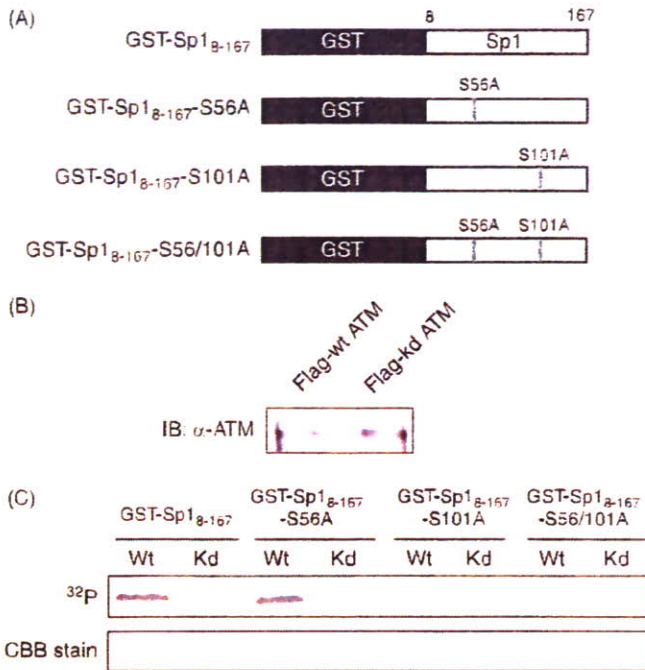 (A)
8 167
GST-Sp1₈₋₁₆₇ GST Sp1
S56A
GST-Sp1₈₋₁₆₇-S56A GST
S101A
GST-Sp1₈₋₁₆₇-S101A GST
S56A S101A
GST-Sp1₈₋₁₆₇-S56/101A GST
(B)
Flag-wt ATM Flag-kd ATM
IB: α-ATM
(C)
GST-Sp1₈₋₁₆₇ GST-Sp1₈₋₁₆₇ GST-Sp1₈₋₁₆₇ GST-Sp1₈₋₁₆₇
-S56A -S101A -S56/101A
Wt Kd Wt Kd Wt Kd Wt Kd
³²P
CBB stain